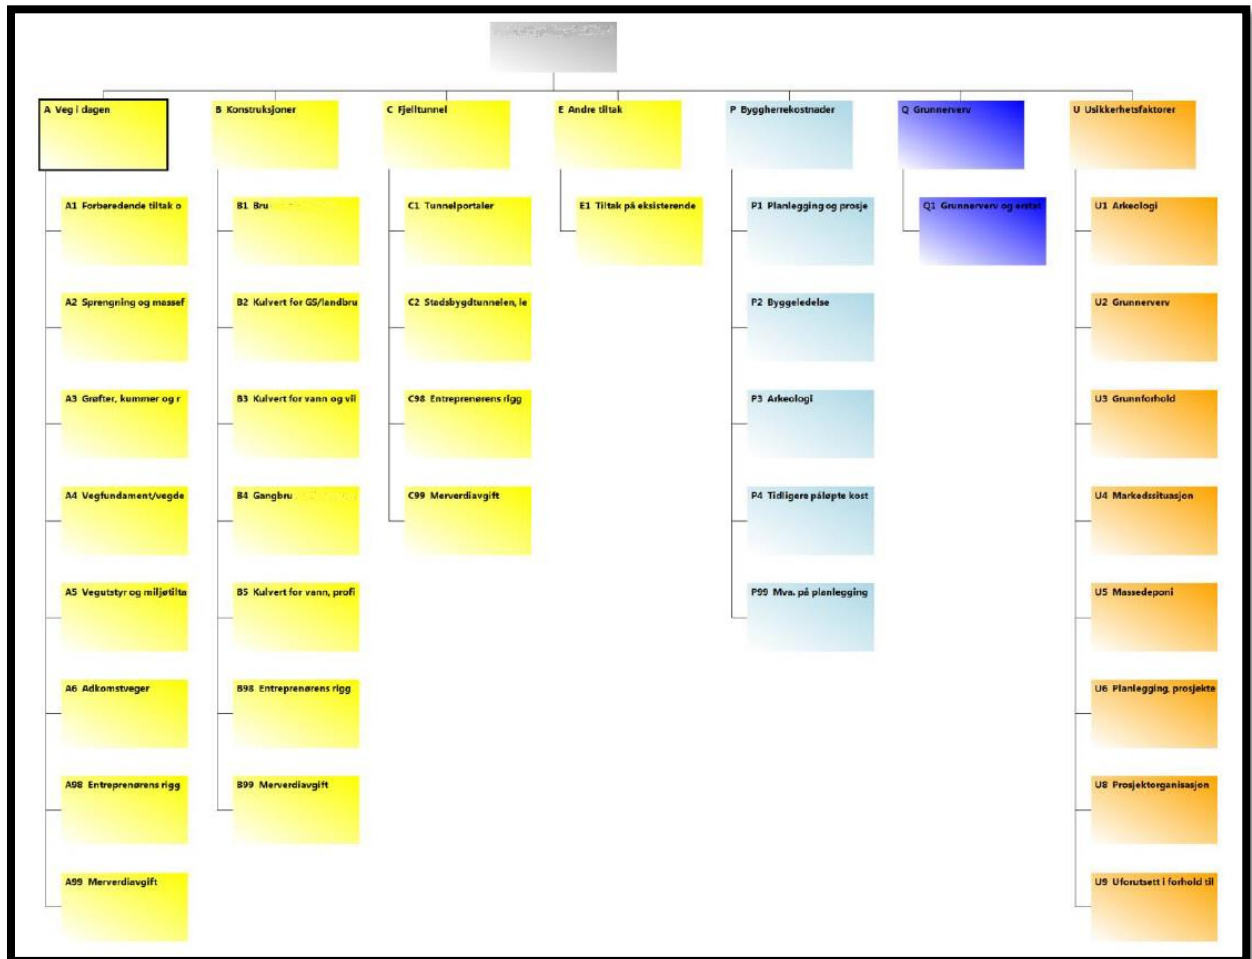 A Veg i dagen
B Konstruksjoner
C Fjelltunnel
E Andre tiltak
P Byggherrekostnader
Q Grunnerverv
U Usikkerhetsfaktorer
A1 Forberedende tiltak o
B1 Bru
C1 Tunnelportaler
E1 Tiltak på eksisterende
P1 Planlegging og prosje
Q1 Grunnerverv og erstat
U1 Arkeologi
A2 Sprengning og massef
B2 Kulvert for GS/landbru
C2 Stadsbygdtunnelen, le
P2 Byggeledelse
U2 Grunnerverv
A3 Grøfter, kummer og r
B3 Kulvert for vann og vil
C98 Entreprenørens rigg
P3 Arkeologi
U3 Grunnforhold
A4 Vegfundament/vegde
B4 Gangbru
C99 Merverdiavgift
P4 Tidligere påløpte kost
U4 Markedssituasjon
A5 Vegutstyr og miljøtilta
B5 Kulvert for vann, profi
P99 Mva. på planlegging
U5 Massedeponi
A6 Adkomstveger
B98 Entreprenørens rigg
U6 Planlegging, prosjekte
A98 Entreprenørens rigg
B99 Merverdiavgift
U8 Prosjektorganisasjon
A99 Merverdiavgift
U9 Uforutsett i forhold til